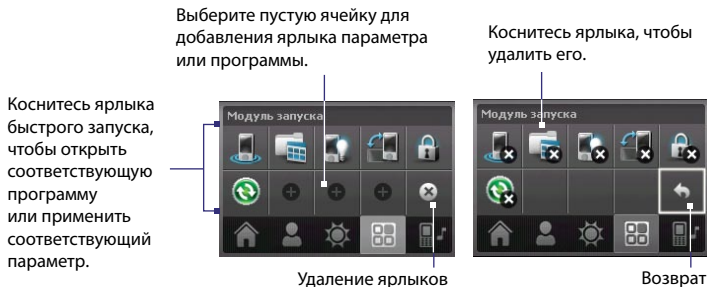 Выберите пустую ячейку для
добавления ярлыка параметра
или программы.
Коснитесь ярлыка, чтобы
удалить его.
Коснитесь ярлыка
быстрого запуска,
чтобы открыть
соответствующую
программу
или применить
соответствующий
параметр.
Модуль запуска
Модуль запуска
Удаление ярлыков
Возврат